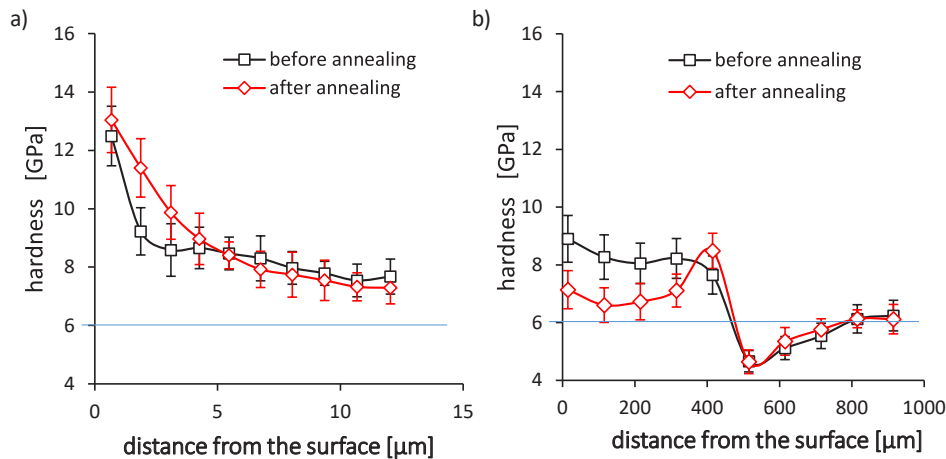 a)
16
14
12
10
8
6
4
hardness [GPa]
before annealing
after annealing
0
5
10
15
distance from the surface [µm]
b)
16
14
12
10
8
6
4
hardness [GPa]
before annealing
after annealing
0
200
400
600
800
1000
distance from the surface [µm]